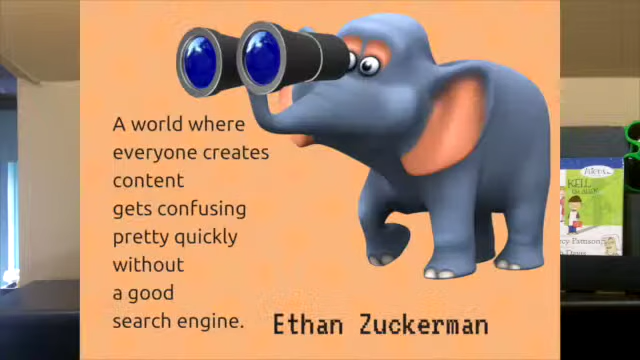 A world where
everyone creates
content
gets confusing
pretty quickly
without
a good
search engine.
Ethan Zuckerman